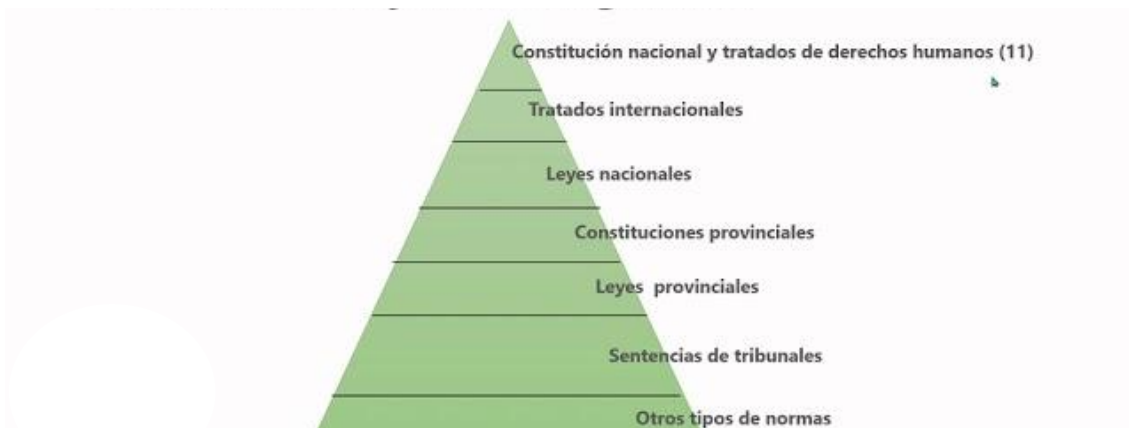 Constitución nacional y tratados de derechos humanos (11)
Tratados internacionales
Leyes nacionales
Constituciones provinciales
Leyes provinciales
Sentencias de tribunales
Otros tipos de normas